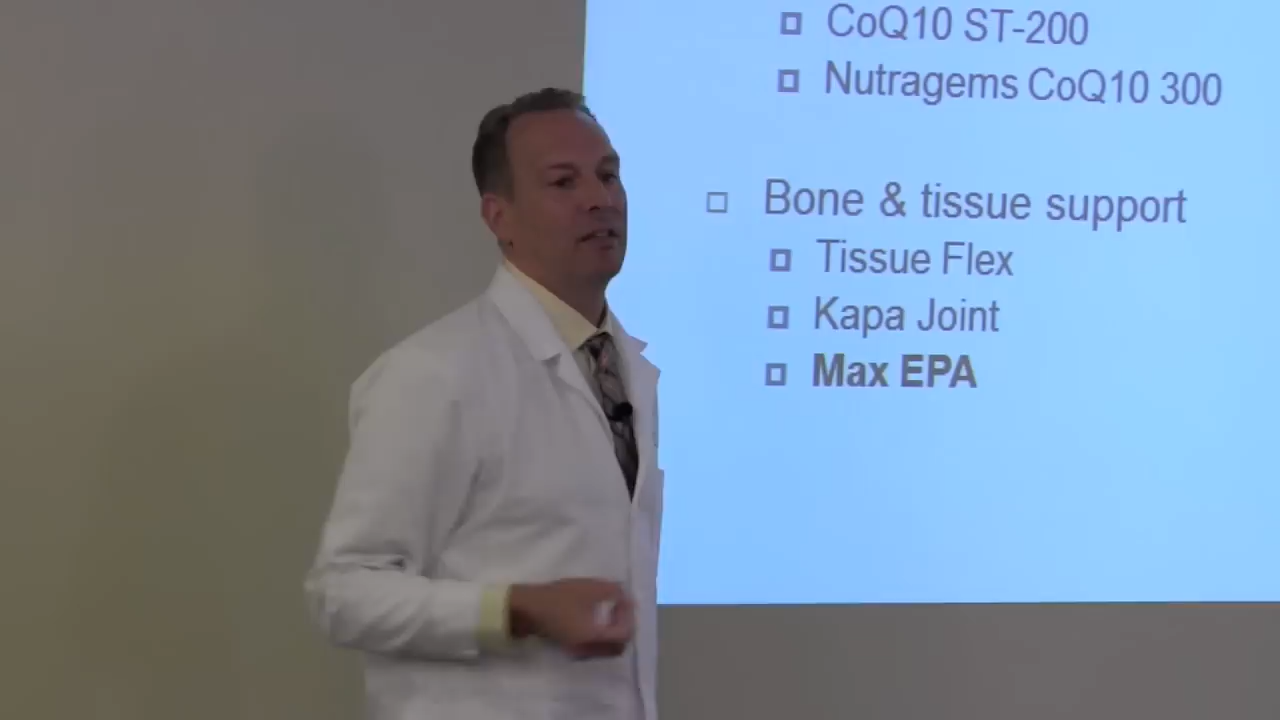 CoQ10 ST-200
Nutragems CoQ10 300
Bone & tissue support
Tissue Flex
Kapa Joint
Max EPA